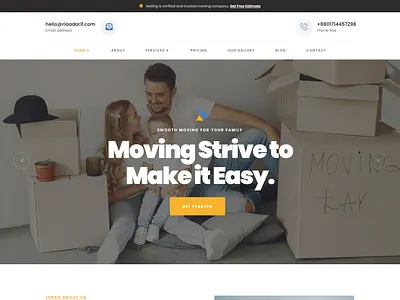 Moiing is verified and trusted moving company. Get Free Estimate
hello@riaadarif.com
Email address
+8801714457298
Phone line
HOME
ABOUT
SERVICES
PRICING
OUR GALLERY
BLOG
CONTACT
SMOOTH MOVING FOR YOUR FAMILY
Moving Strive to
Make it Easy.
GET STARTED
MOVING
DAY
LEARN ABOUT US